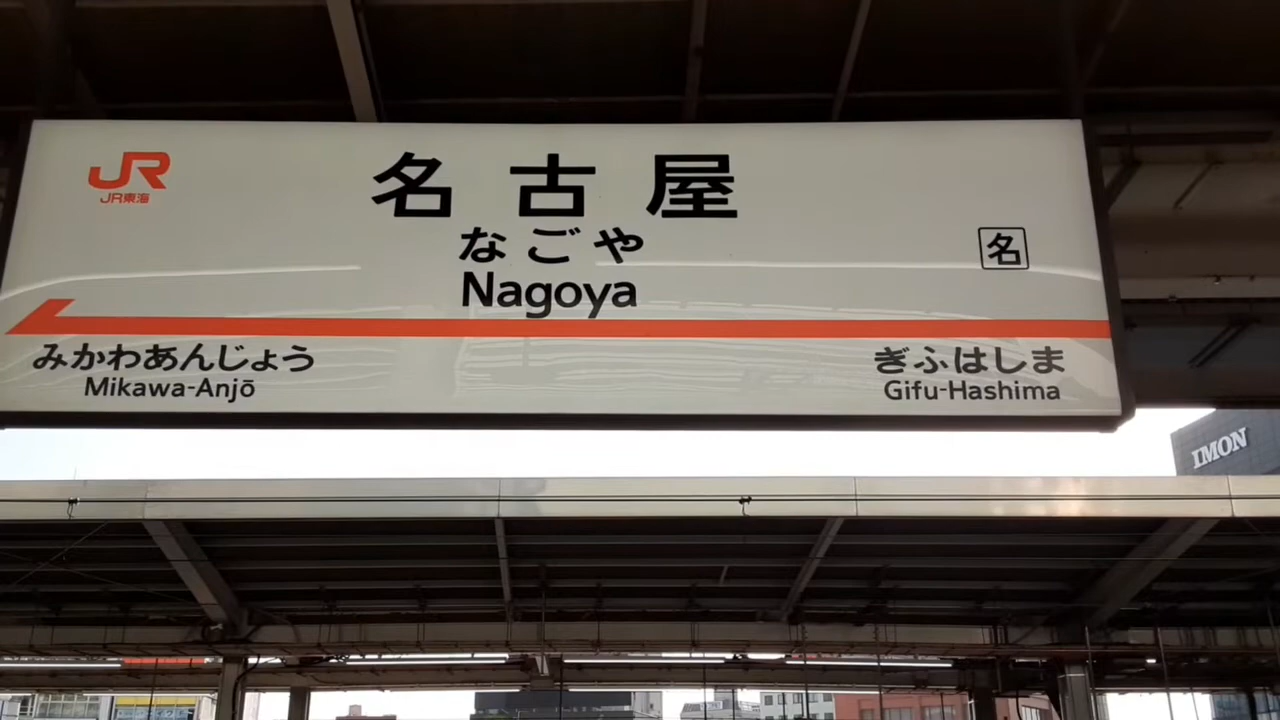 JR
JR東海
名古屋
なごや
Nagoya
名
みかわあんじょう
Mikawa-Anjō
ぎふはしま
Gifu-Hashima
IMON